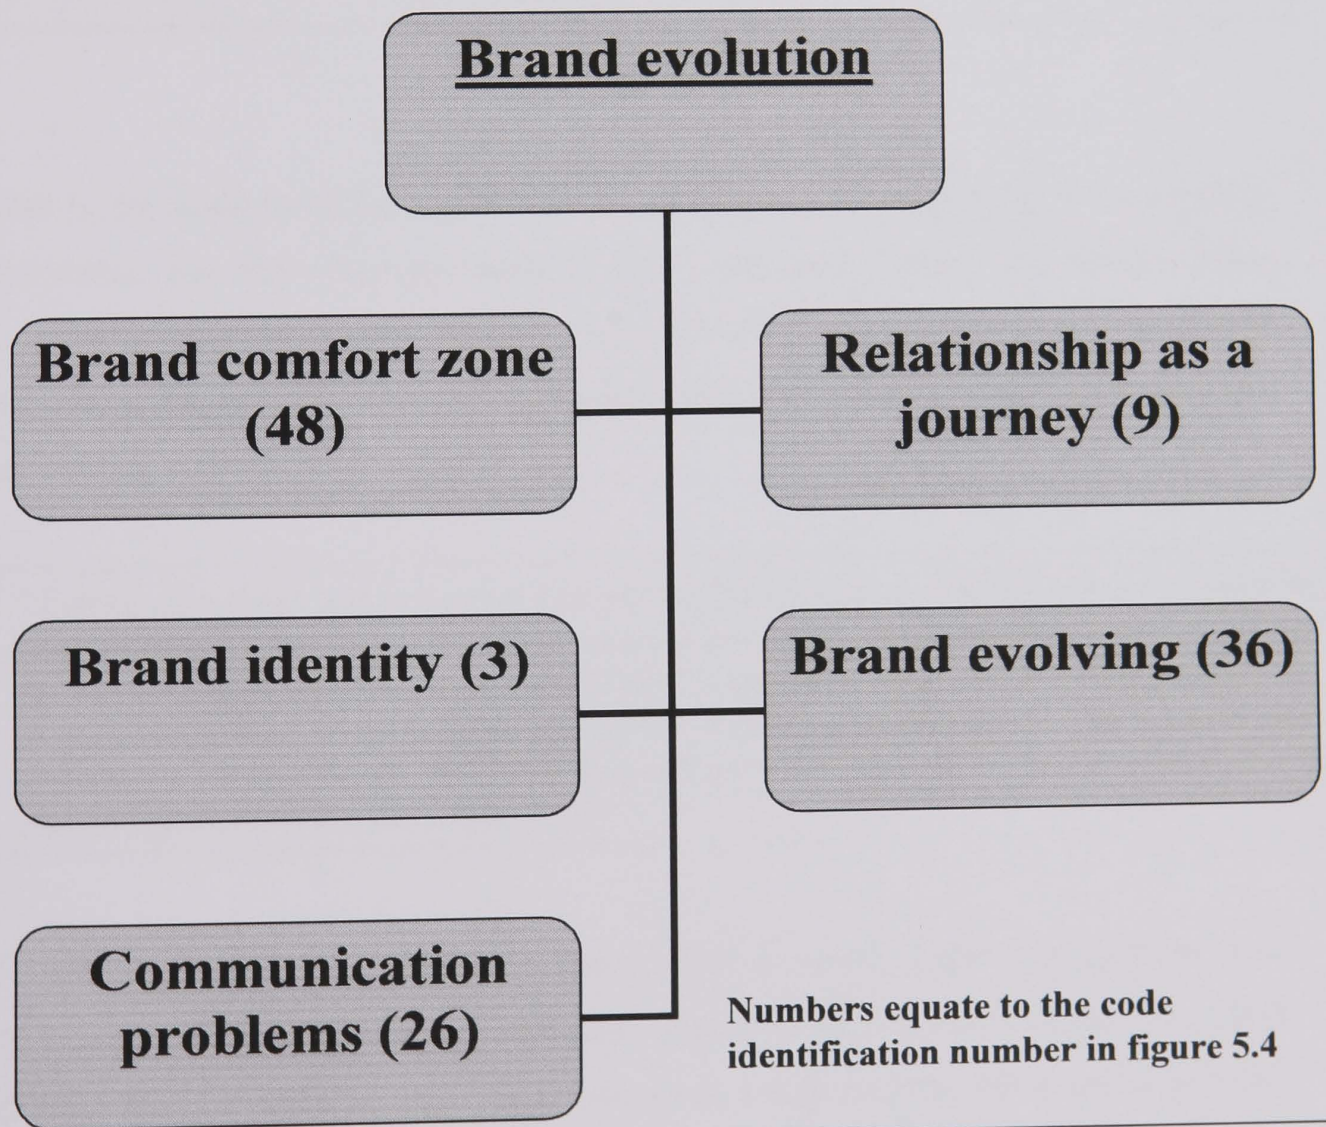 Brand evolution
Brand comfort zone
(48)
Relationship as a
journey (9)
Brand identity (3)
Brand evolving (36)
Communication
problems (26)
Numbers equate to the code
identification number in figure 5.4